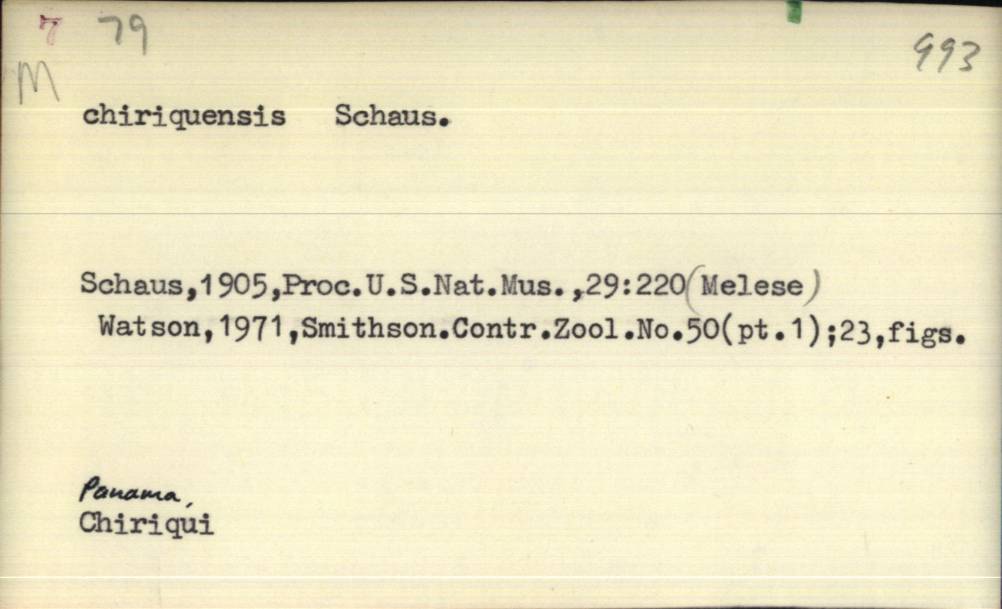 7 79
993
M
chiriquensis Schaus.
Schaus,1905,Proc.U.S.Nat.Mus.,29:220(Melese)
Watson,1971,Smithson.Contr.Zool.No.50(pt.1);23,figs.
Panama,
Chiriqui